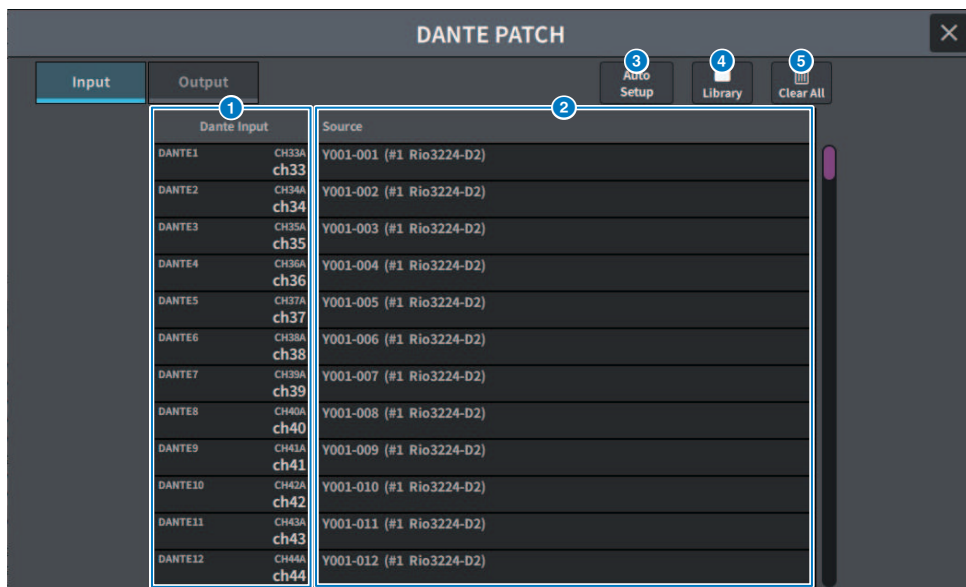 DANTE PATCH
Input
Output
3
Auto
Setup
4
Library
5
Clear All
1
Dante Input
2
Source
DANTE1 CH33A
ch33
Y001-001 (#1 Rio3224-D2)
DANTE2 CH34A
ch34
Y001-002 (#1 Rio3224-D2)
DANTE3 CH35A
ch35
Y001-003 (#1 Rio3224-D2)
DANTE4 CH36A
ch36
Y001-004 (#1 Rio3224-D2)
DANTE5 CH37A
ch37
Y001-005 (#1 Rio3224-D2)
DANTE6 CH38A
ch38
Y001-006 (#1 Rio3224-D2)
DANTE7 CH39A
ch39
Y001-007 (#1 Rio3224-D2)
DANTE8 CH40A
ch40
Y001-008 (#1 Rio3224-D2)
DANTE9 CH41A
ch41
Y001-009 (#1 Rio3224-D2)
DANTE10 CH42A
ch42
Y001-010 (#1 Rio3224-D2)
DANTE11 CH43A
ch43
Y001-011 (#1 Rio3224-D2)
DANTE12 CH44A
ch44
Y001-012 (#1 Rio3224-D2)